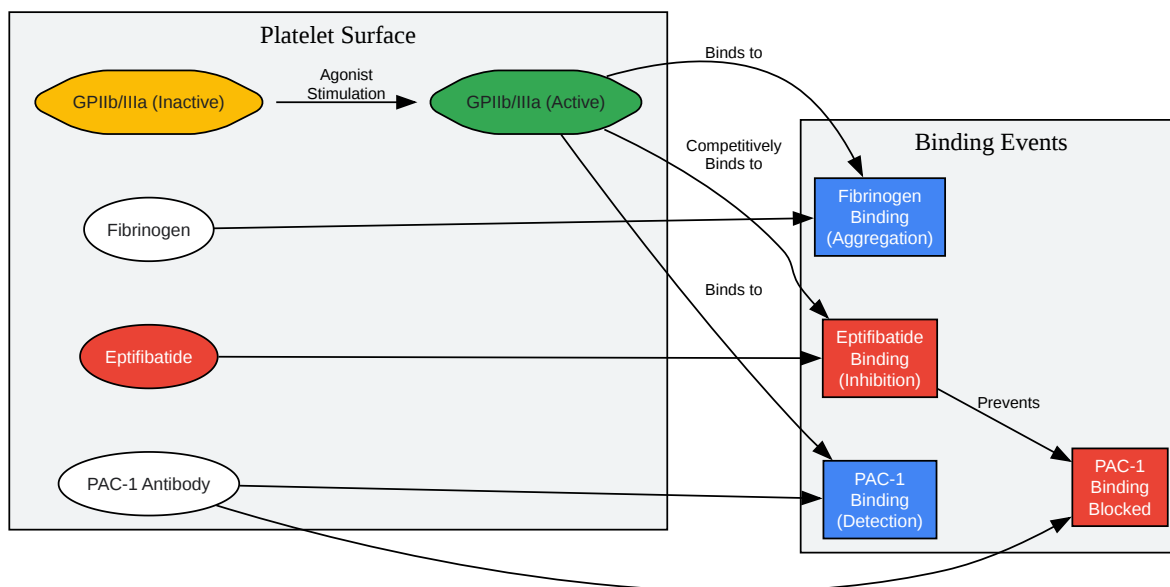 Platelet Surface
GPIIb/IIIa (Inactive)
Agonist
Stimulation
GPIIb/IIIa (Active)
Binds to
Competitively
Binds to
Binding Events
Fibrinogen
Fibrinogen
Binding
(Aggregation)
Binds to
Eptifibatide
Eptifibatide
Binding
(Inhibition)
Prevents
PAC-1 Antibody
PAC-1
Binding
(Detection)
PAC-1
Binding
Blocked